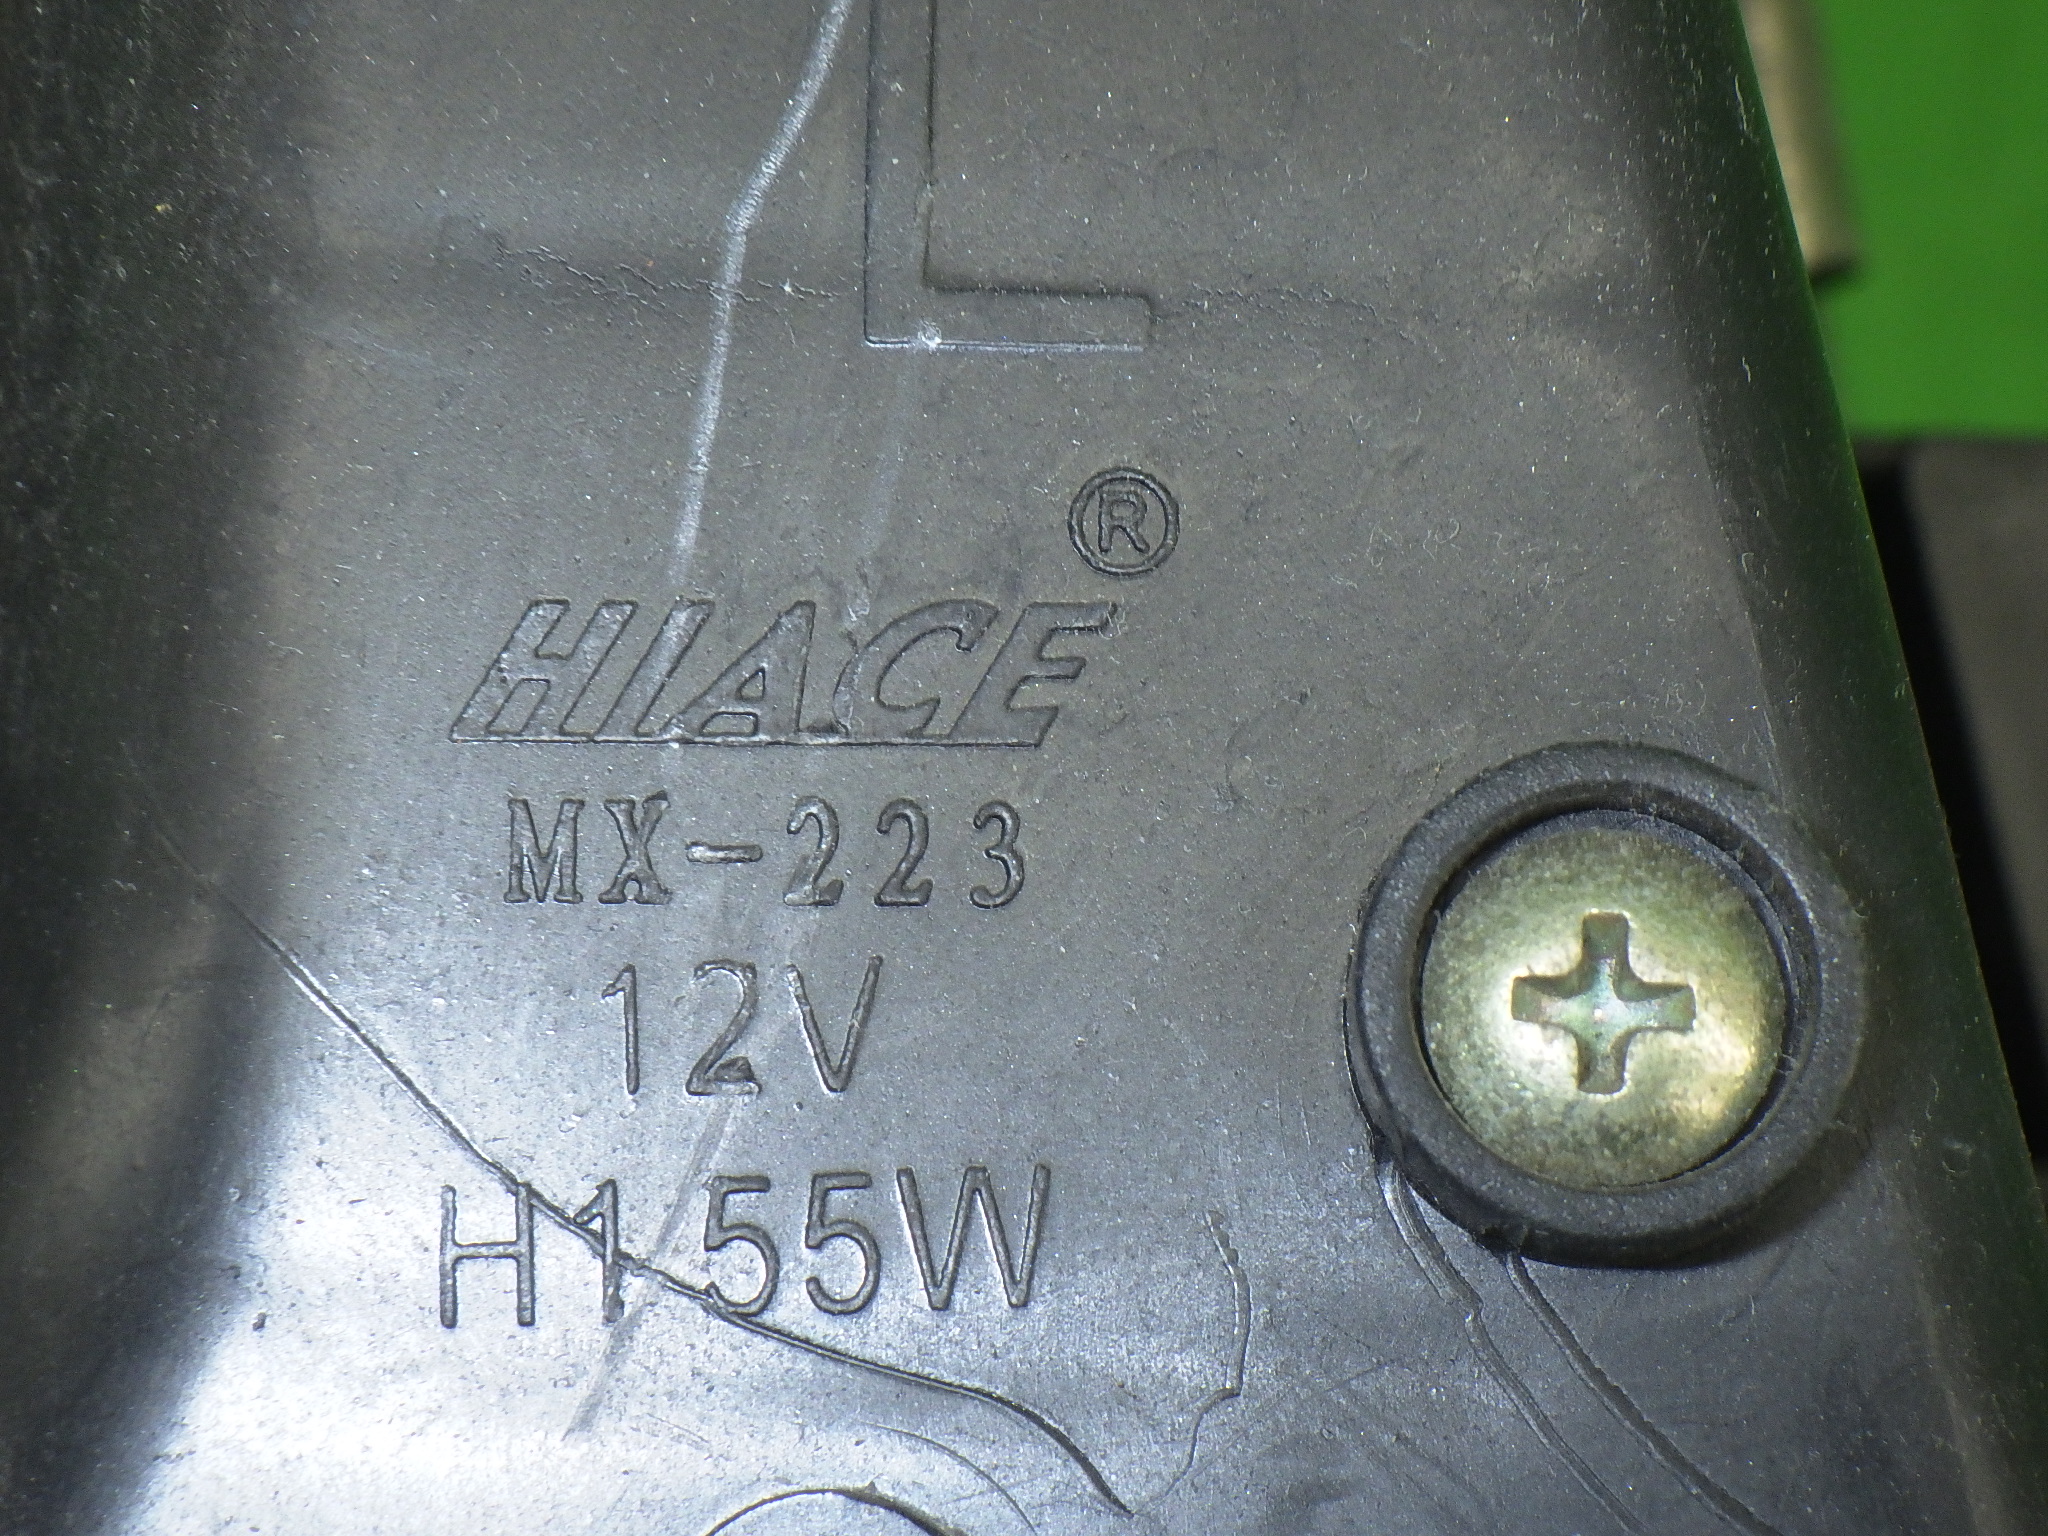 L
®
HIACE
MX-223
12V
H1 55W